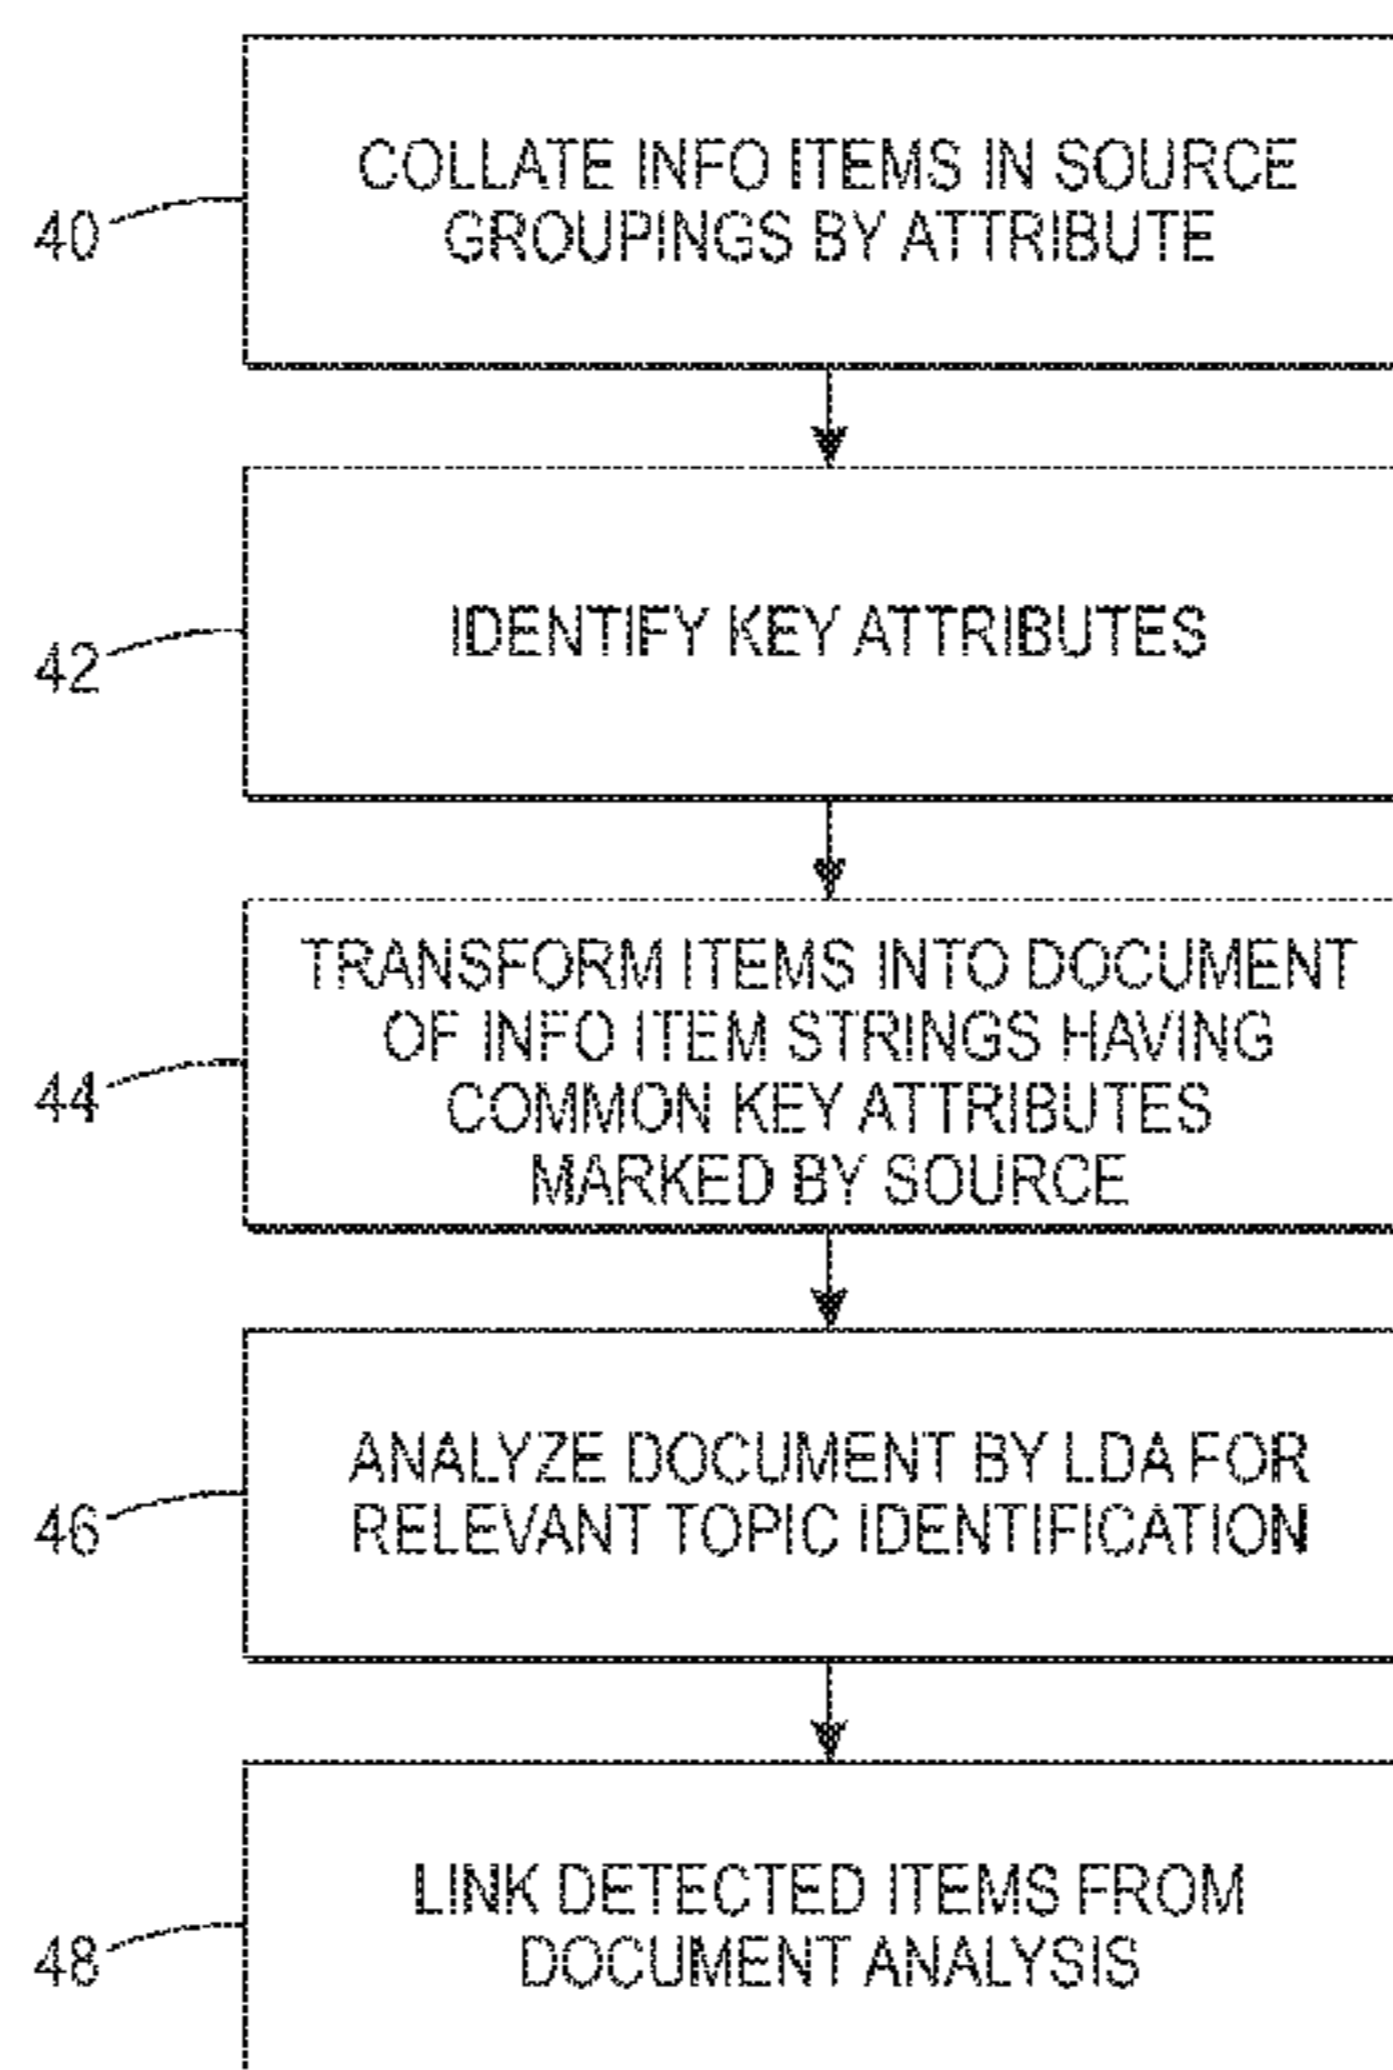 COLLATE INFO ITEMS IN SOURCE
GROUPINGS BY ATTRIBUTE
40
IDENTIFY KEY ATTRIBUTES
42
TRANSFORM ITEMS INTO DOCUMENT
OF INFO ITEM STRINGS HAVING
COMMON KEY ATTRIBUTES
MARKED BY SOURCE
44
ANALYZE DOCUMENT BY LDA FOR
RELEVANT TOPIC IDENTIFICATION
46
LINK DETECTED ITEMS FROM
DOCUMENT ANALYSIS
48